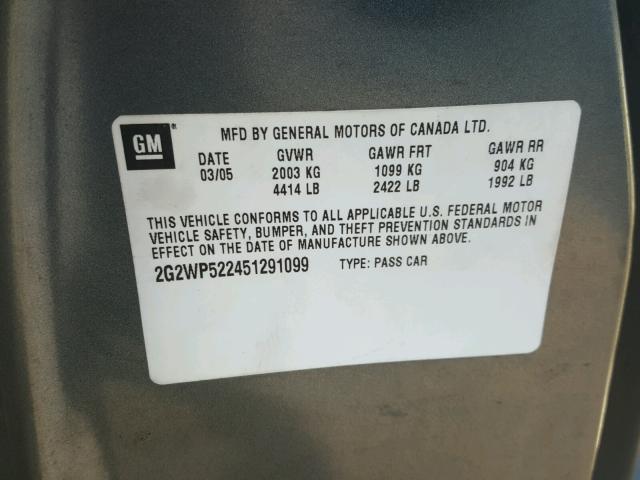 GM ®
MFD BY GENERAL MOTORS OF CANADA LTD.
DATE GVWR GAWR FRT GAWR RR
03/05 2003 KG 1099 KG 904 KG
4414 LB 2422 LB 1992 LB
THIS VEHICLE CONFORMS TO ALL APPLICABLE U.S. FEDERAL MOTOR
VEHICLE SAFETY, BUMPER, AND THEFT PREVENTION STANDARDS IN
EFFECT ON THE DATE OF MANUFACTURE SHOWN ABOVE.
2G2WP522451291099 TYPE: PASS CAR